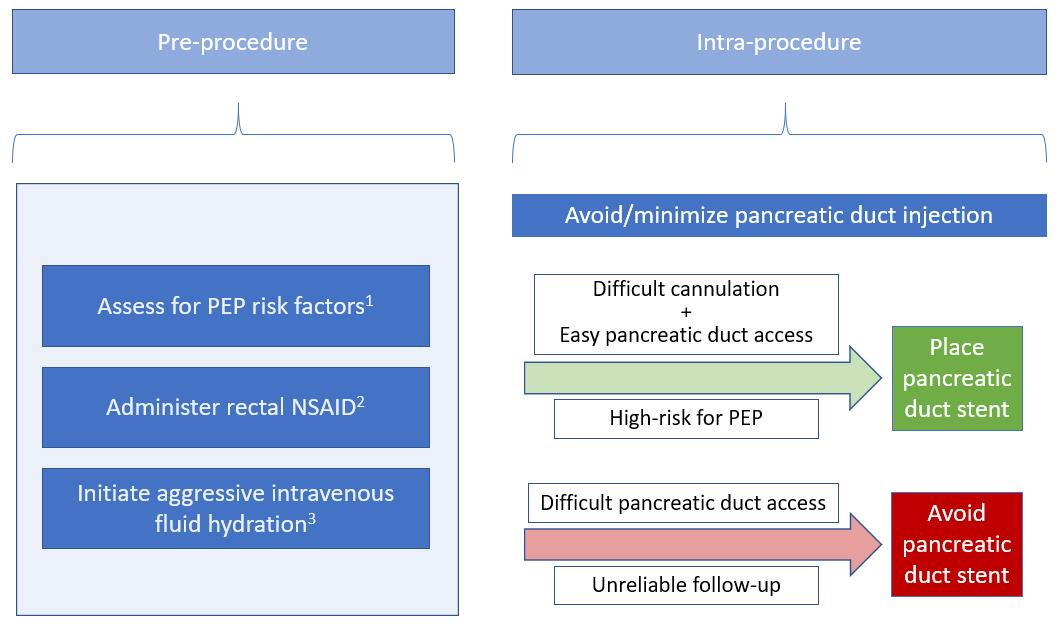 Pre-procedure
Assess for PEP risk factors¹
Administer rectal NSAID²
Initiate aggressive intravenous
fluid hydration³
Intra-procedure
Avoid/minimize pancreatic duct injection
Difficult cannulation
+
Easy pancreatic duct access
High-risk for PEP
Place
pancreatic
duct stent
Difficult pancreatic duct access
Unreliable follow-up
Avoid
pancreatic
duct stent